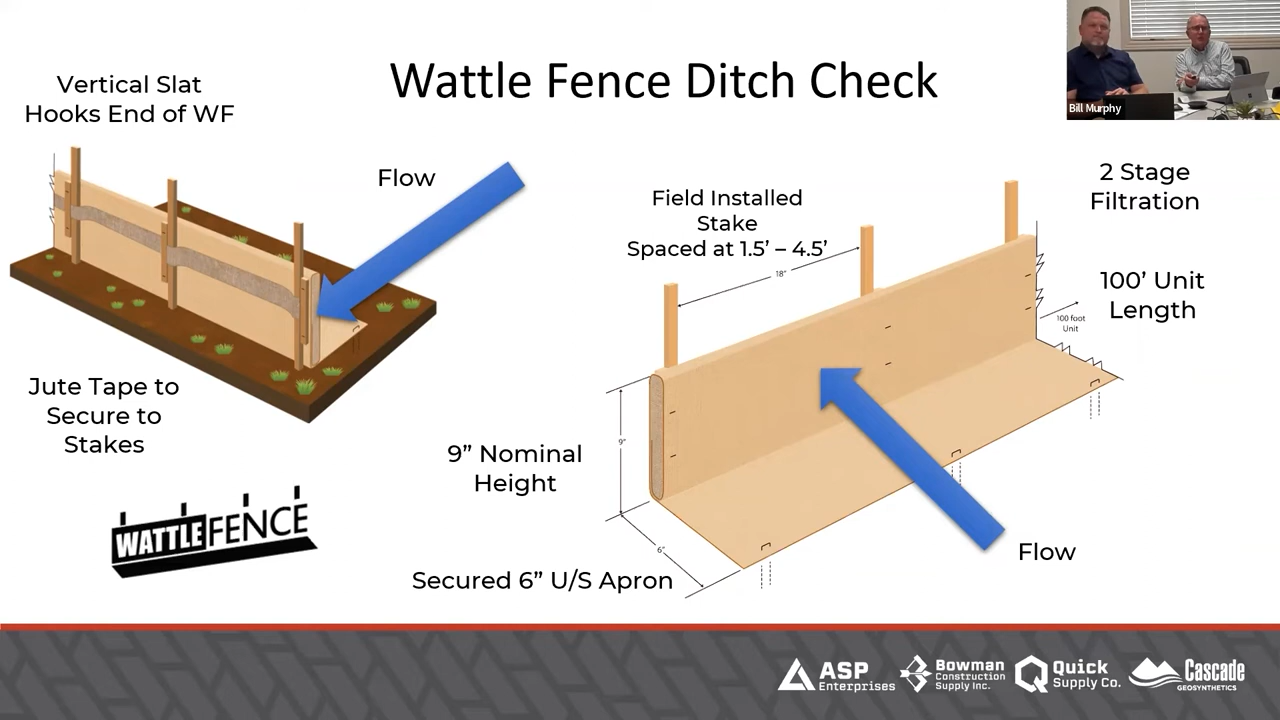 Wattle Fence Ditch Check
Bill Murphy
Vertical Slat
Hooks End of WF
Flow
Field Installed
Stake
Spaced at 1.5’ – 4.5’
18"
2 Stage
Filtration
100’ Unit
Length
100 foot
Unit
Jute Tape to
Secure to
Stakes
9” Nominal
Height
9"
6"
Flow
Secured 6” U/S Apron
WATTLEFENCE
ASP
Enterprises
Bowman
Construction
Supply Inc.
Quick
Supply Co.
Cascade
GEOSYNTHETICS